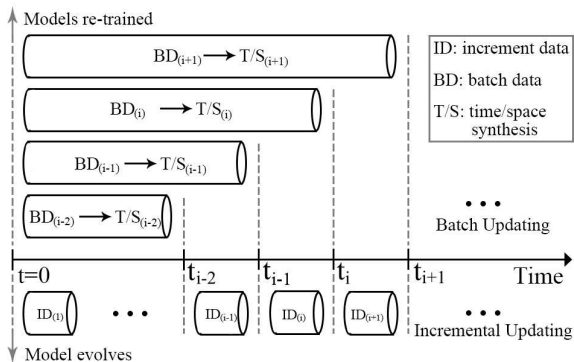 Models re-trained
BD(i+1) → T/S(i+1)
BD(i) → T/S(i)
BD(i-1) → T/S(i-1)
BD(i-2) → T/S(i-2)
ID: increment data
BD: batch data
T/S: time/space
synthesis
• • •
Batch Updating
t=0
ti-2
ti-1
ti
ti+1
Time
ID(1)
• • •
ID(i-1)
ID(i)
ID(i+1)
• • •
Incremental Updating
Model evolves